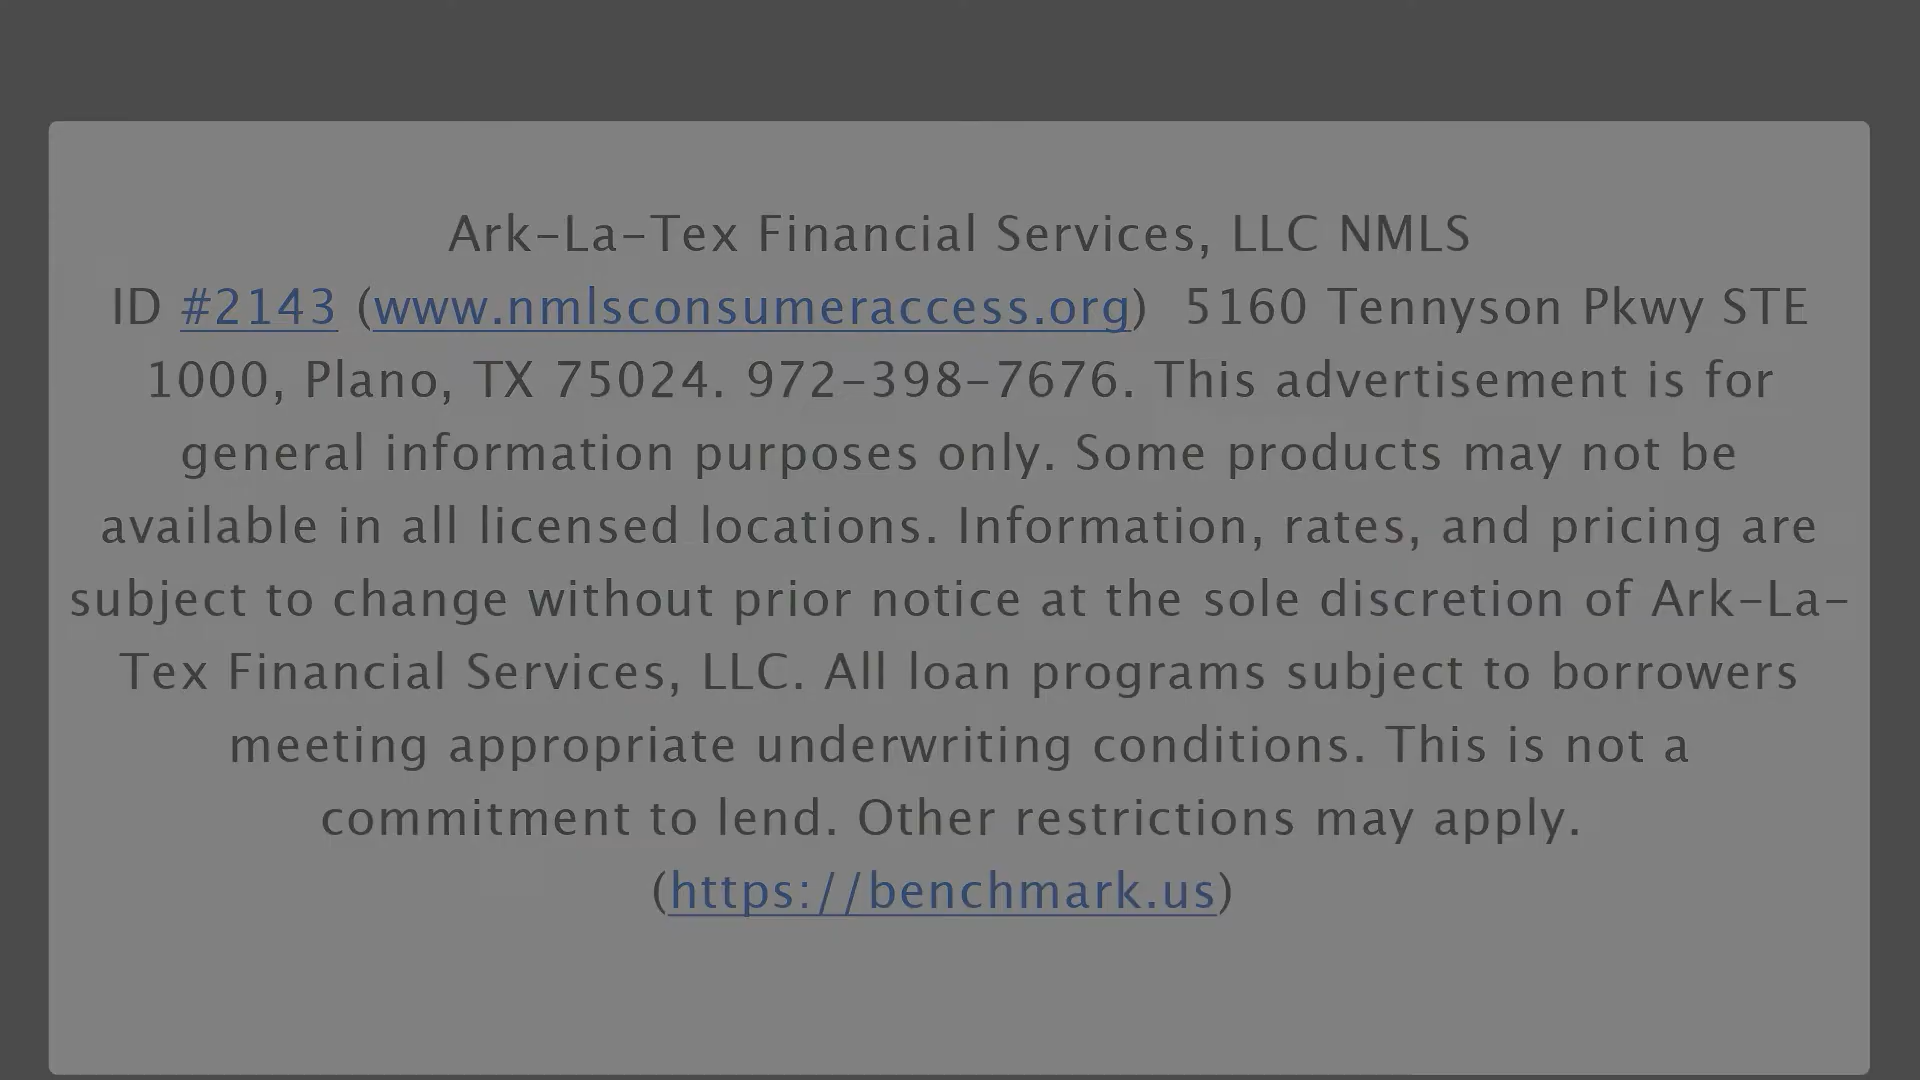 Ark-La-Tex Financial Services, LLC NMLS
ID #2143 (www.nmlsconsumeraccess.org)  5160 Tennyson Pkwy STE
1000, Plano, TX 75024. 972-398-7676. This advertisement is for
general information purposes only. Some products may not be
available in all licensed locations. Information, rates, and pricing are
subject to change without prior notice at the sole discretion of Ark-La-
Tex Financial Services, LLC. All loan programs subject to borrowers
meeting appropriate underwriting conditions. This is not a
commitment to lend. Other restrictions may apply.
(https://benchmark.us)